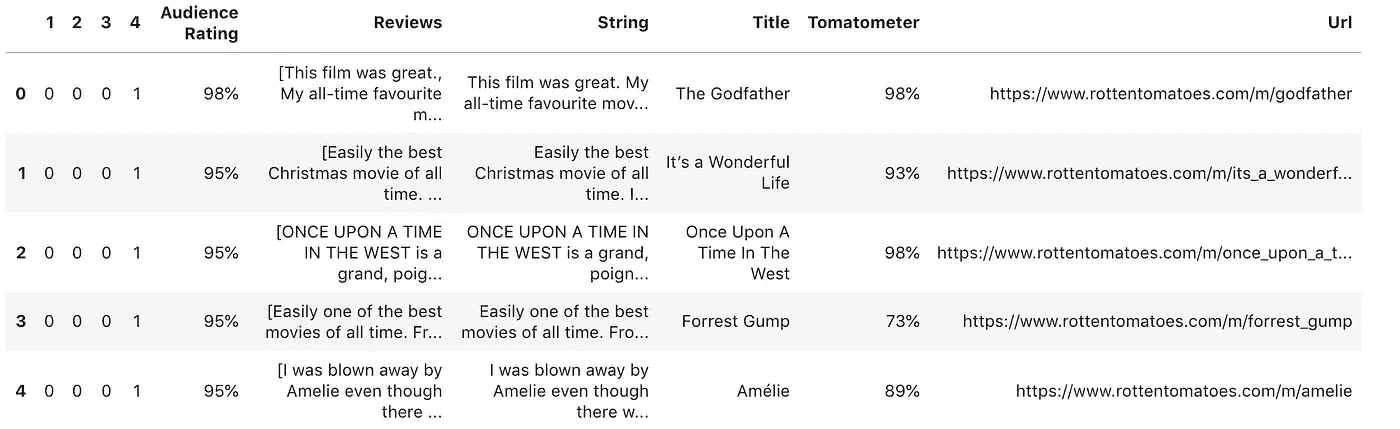 1 2 3 4 Audience Rating Reviews String Title Tomatometer Url
0 0 0 0 1 98% [This film was great., My all-time favourite m... This film was great. My all-time favourite mov... The Godfather 98% https://www.rottentomatoes.com/m/godfather
1 0 0 0 1 95% [Easily the best Christmas movie of all time. ... Easily the best Christmas movie of all time. I... It’s a Wonderful Life 93% https://www.rottentomatoes.com/m/its_a_wonderf...
2 0 0 0 1 95% [ONCE UPON A TIME IN THE WEST is a grand, poig... ONCE UPON A TIME IN THE WEST is a grand, poign... Once Upon A Time In The West 98% https://www.rottentomatoes.com/m/once_upon_a_t...
3 0 0 0 1 95% [Easily one of the best movies of all time. Fr... Easily one of the best movies of all time. Fro... Forrest Gump 73% https://www.rottentomatoes.com/m/forrest_gump
4 0 0 0 1 95% [I was blown away by Amelie even though there ... I was blown away by Amelie even though there w... Amélie 89% https://www.rottentomatoes.com/m/amelie